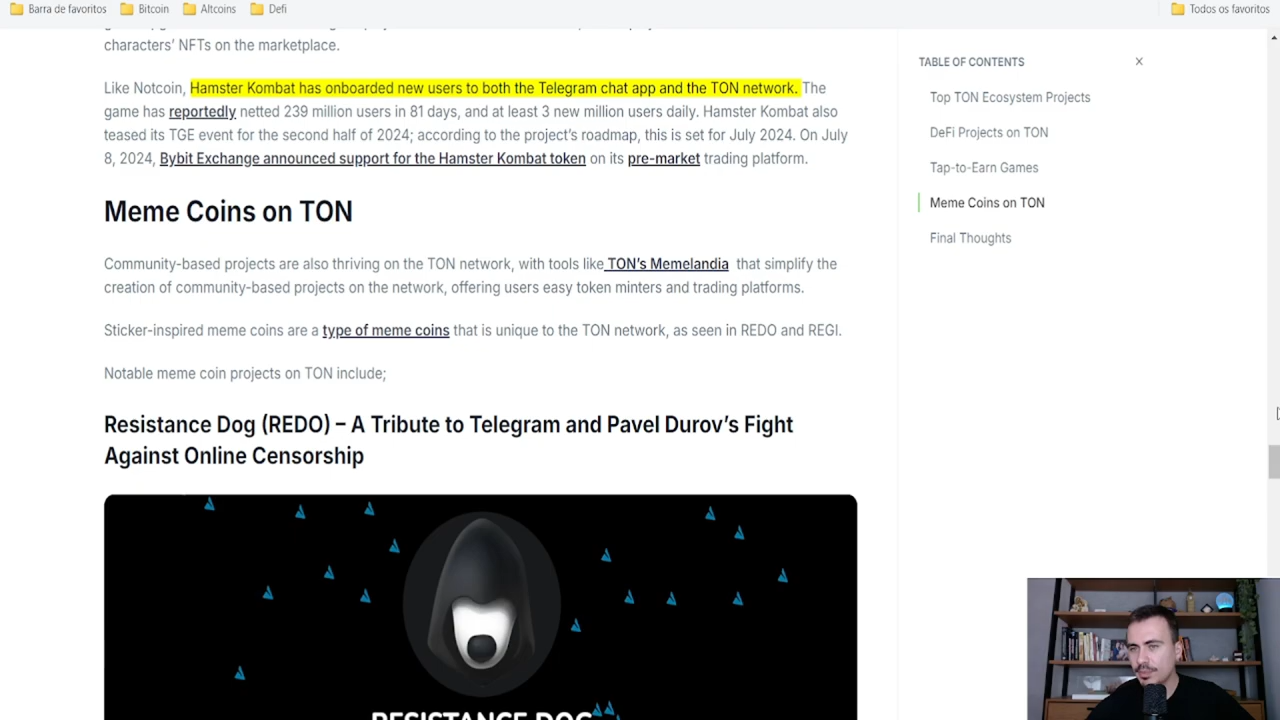 Barra de favoritos
Bitcoin
Altcoins
Defi
Todos os favoritos
characters’ NFTs on the marketplace.
Like Notcoin, Hamster Kombat has onboarded new users to both the Telegram chat app and the TON network. The
game has reportedly netted 239 million users in 81 days, and at least 3 new million users daily. Hamster Kombat also
teased its TGE event for the second half of 2024; according to the project’s roadmap, this is set for July 2024. On July
8, 2024, Bybit Exchange announced support for the Hamster Kombat token on its pre-market trading platform.
Meme Coins on TON
Community-based projects are also thriving on the TON network, with tools like TON’s Memelandia that simplify the
creation of community-based projects on the network, offering users easy token minters and trading platforms.
Sticker-inspired meme coins are a type of meme coins that is unique to the TON network, as seen in REDO and REGI.
Notable meme coin projects on TON include;
Resistance Dog (REDO) – A Tribute to Telegram and Pavel Durov’s Fight
Against Online Censorship
RESISTANCE DOG
TABLE OF CONTENTS
Top TON Ecosystem Projects
DeFi Projects on TON
Tap-to-Earn Games
Meme Coins on TON
Final Thoughts